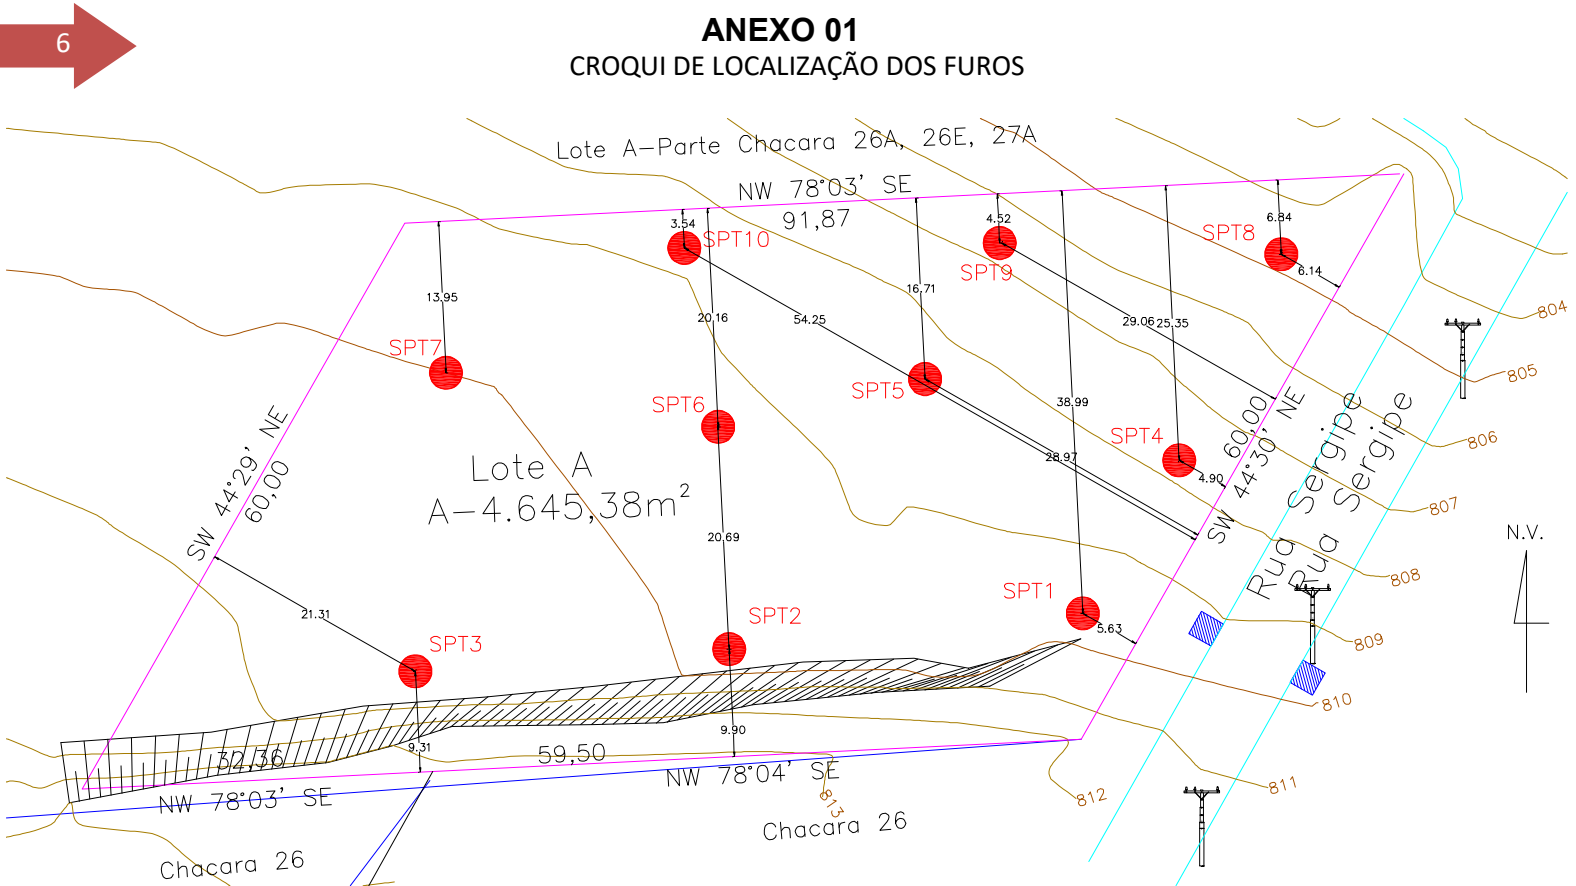 6
ANEXO 01
CROQUI DE LOCALIZAÇÃO DOS FUROS
Lote A-Parte Chacara 26A, 26E, 27A
NW 78°03' SE
91,87
3.54
SPT10
4.52
SPT9
6.84
SPT8
6.14
13.95
20.16
54.25
16.71
29.06
25.35
804
SPT7
SPT6
SPT5
38.99
SPT4
805
SW 44°29' NE
60,00
Lote A
A-4.645,38m²
28.97
4.90
60,00
SW 44°30' NE
Rua Sergipe
Rua Sergipe
806
807
20.69
N.V.
808
21.31
SPT3
SPT2
SPT1
5.63
809
810
9.31
9.90
32,36
59,50
NW 78°03' SE
NW 78°04' SE
813
812
811
Chacara 26
Chacara 26